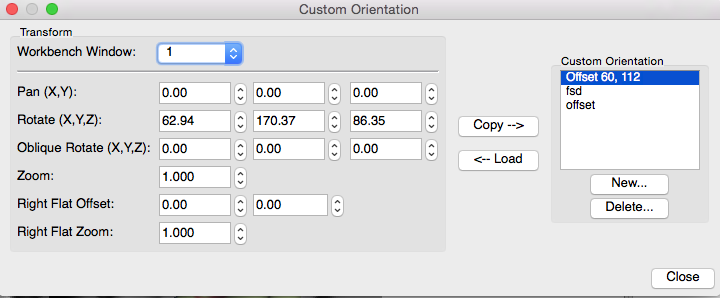 Custom Orientation
Transform
Workbench Window: 1
Pan (X,Y): 0.00 0.00 0.00
Rotate (X,Y,Z): 62.94 170.37 86.35
Oblique Rotate (X,Y,Z): 0.00 0.00 0.00
Zoom: 1.000
Right Flat Offset: 0.00 0.00
Right Flat Zoom: 1.000
Copy -->
<-- Load
Custom Orientation
Offset 60, 112
fsd
offset
New...
Delete...
Close